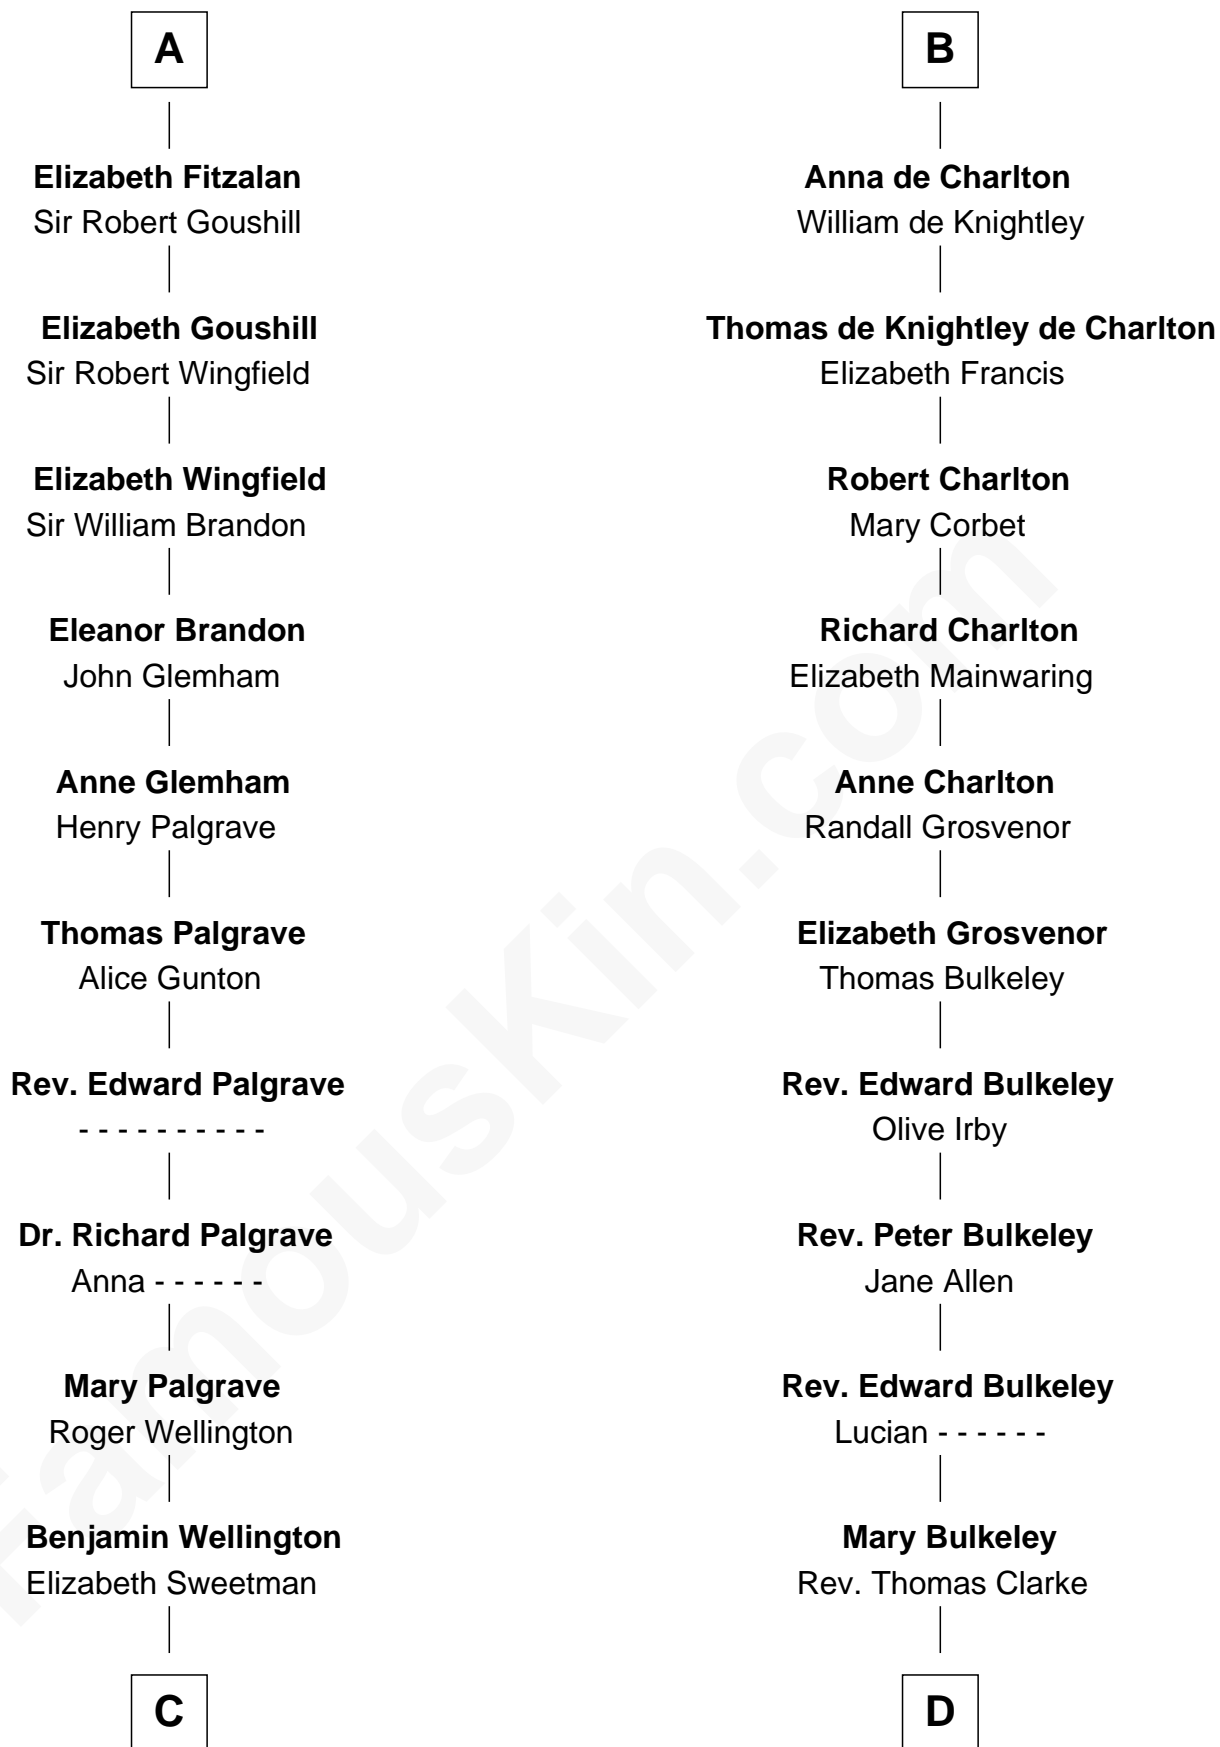 A
Elizabeth Fitzalan
Sir Robert Goushill
Elizabeth Goushill
Sir Robert Wingfield
Elizabeth Wingfield
Sir William Brandon
Eleanor Brandon
John Glemham
Anne Glemham
Henry Palgrave
Thomas Palgrave
Alice Gunton
Rev. Edward Palgrave
- - - - - - - - - -
Dr. Richard Palgrave
Anna - - - - - -
Mary Palgrave
Roger Wellington
Benjamin Wellington
Elizabeth Sweetman
C
B
Anna de Charlton
William de Knightley
Thomas de Knightley de Charlton
Elizabeth Francis
Robert Charlton
Mary Corbet
Richard Charlton
Elizabeth Mainwaring
Anne Charlton
Randall Grosvenor
Elizabeth Grosvenor
Thomas Bulkeley
Rev. Edward Bulkeley
Olive Irby
Rev. Peter Bulkeley
Jane Allen
Rev. Edward Bulkeley
Lucian - - - - - -
Mary Bulkeley
Rev. Thomas Clarke
D
FamousKin.com